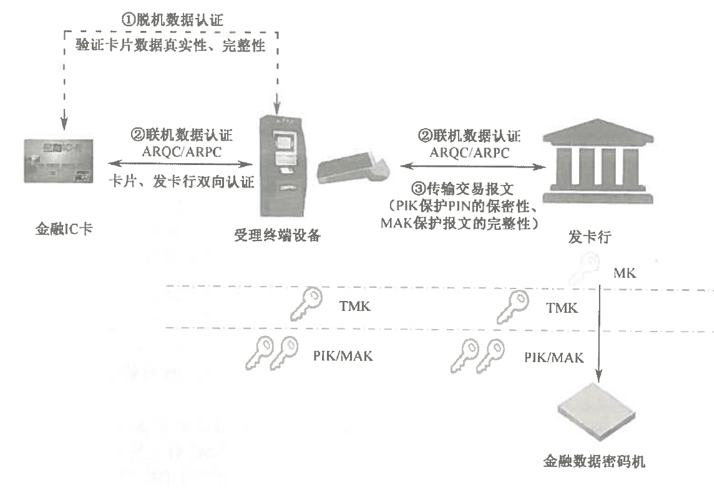 ①脱机数据认证
验证卡片数据真实性、完整性
②联机数据认证
ARQC/ARPC
卡片、发卡行双向认证
②联机数据认证
ARQC/ARPC
③传输交易报文
(PIK保护PIN的保密性、
MAK保护报文的完整性)
金融IC卡
受理终端设备
发卡行
MK
TMK
TMK
PIK/MAK
PIK/MAK
金融数据密码机